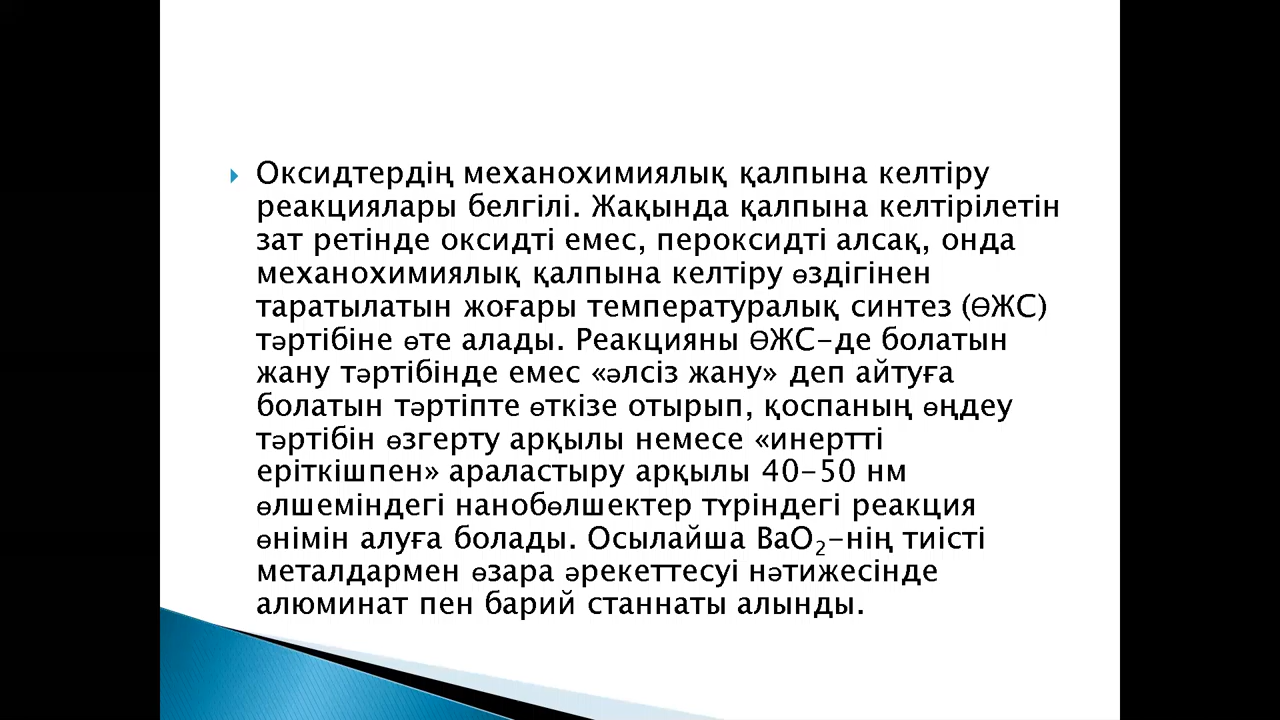 Оксидтердің механохимиялық қалпына келтіру
реакциялары белгілі. Жақында қалпына келтірілетін
зат ретінде оксидті емес, пероксидті алсақ, онда
механохимиялық қалпына келтіру өздігінен
таратылатын жоғары температуралық синтез (ӨЖС)
тәртібіне өте алады. Реакцияны ӨЖС-де болатын
жану тәртібінде емес «әлсіз жану» деп айтуға
болатын тәртіпте өткізе отырып, қоспаның өңдеу
тәртібін өзгерту арқылы немесе «инертті
еріткішпен» араластыру арқылы 40-50 нм
өлшеміндегі нанобөлшектер түріндегі реакция
өнімін алуға болады. Осылайша BaO₂-нің тиісті
металдармен өзара әрекеттесуі нәтижесінде
алюминат пен барий станнаты алынды.